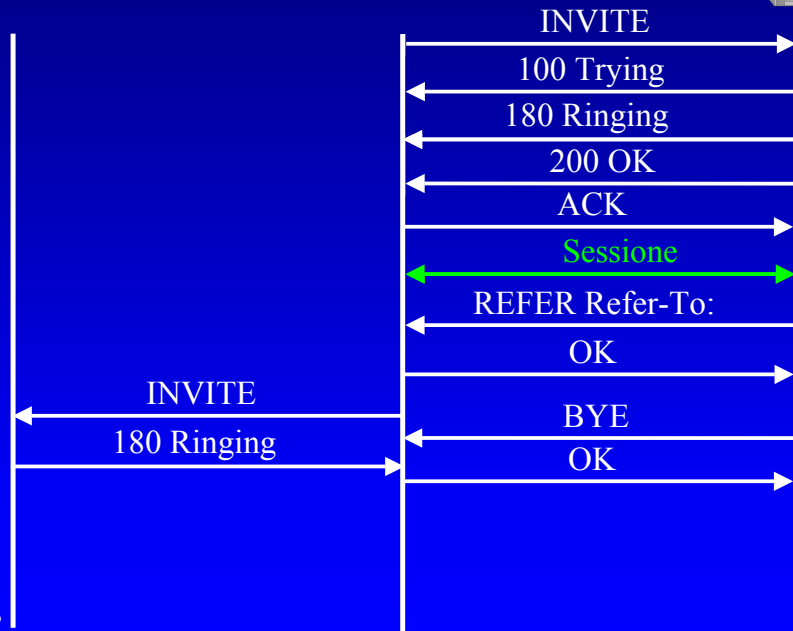 INVITE
100 Trying
180 Ringing
200 OK
ACK
Sessione
REFER Refer-To:
OK
INVITE
BYE
180 Ringing
OK